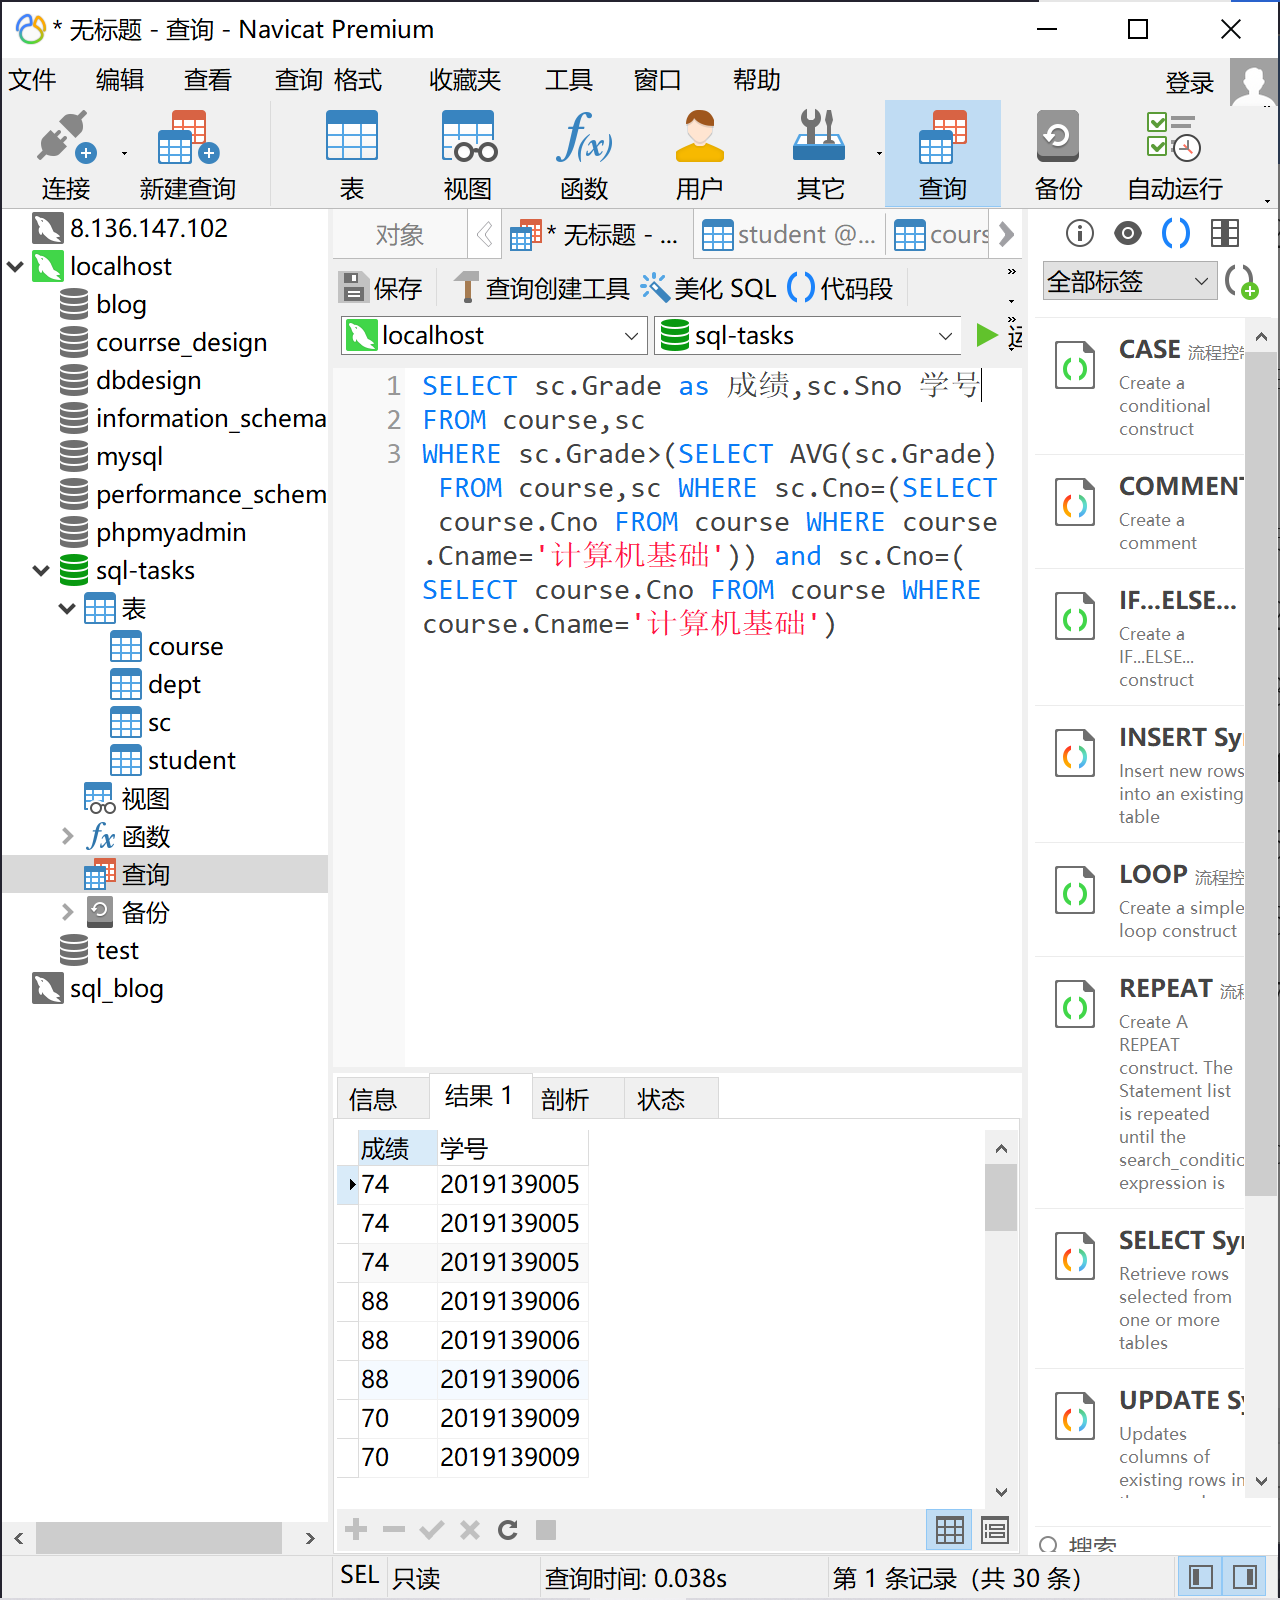 * 无标题 - 查询 - Navicat Premium
文件 编辑 查看 查询 格式 收藏夹 工具 窗口 帮助 登录
连接 新建查询 表 视图 函数 用户 其它 查询 备份 自动运行
8.136.147.102
localhost
blog
courrse_design
dbdesign
information_schema
mysql
performance_schem
phpmyadmin
sql-tasks
表
course
dept
sc
student
视图
函数
查询
备份
test
sql_blog
对象 * 无标题 - ... student @... cours
保存 查询创建工具 美化 SQL 代码段
localhost sql-tasks
1 SELECT sc.Grade as 成绩,sc.Sno 学号
2 FROM course,sc
3 WHERE sc.Grade>(SELECT AVG(sc.Grade)
FROM course,sc WHERE sc.Cno=(SELECT
course.Cno FROM course WHERE course
.Cname='计算机基础')) and sc.Cno=(
SELECT course.Cno FROM course WHERE
course.Cname='计算机基础')
信息 结果 1 剖析 状态
成绩 学号
74 2019139005
74 2019139005
74 2019139005
88 2019139006
88 2019139006
88 2019139006
70 2019139009
70 2019139009
全部标签
CASE 流程控制
Create a
conditional
construct
COMMENT
Create a
comment
IF...ELSE...
Create a
IF...ELSE...
construct
INSERT Sy
Insert new rows
into an existing
table
LOOP 流程控
Create a simple
loop construct
REPEAT 流程
Create A
REPEAT
construct. The
Statement list
is repeated
until the
search_conditic
expression is
SELECT Syn
Retrieve rows
selected from
one or more
tables
UPDATE Sy
Updates
columns of
existing rows in
搜索
SEL 只读 查询时间: 0.038s 第 1 条记录 (共 30 条)